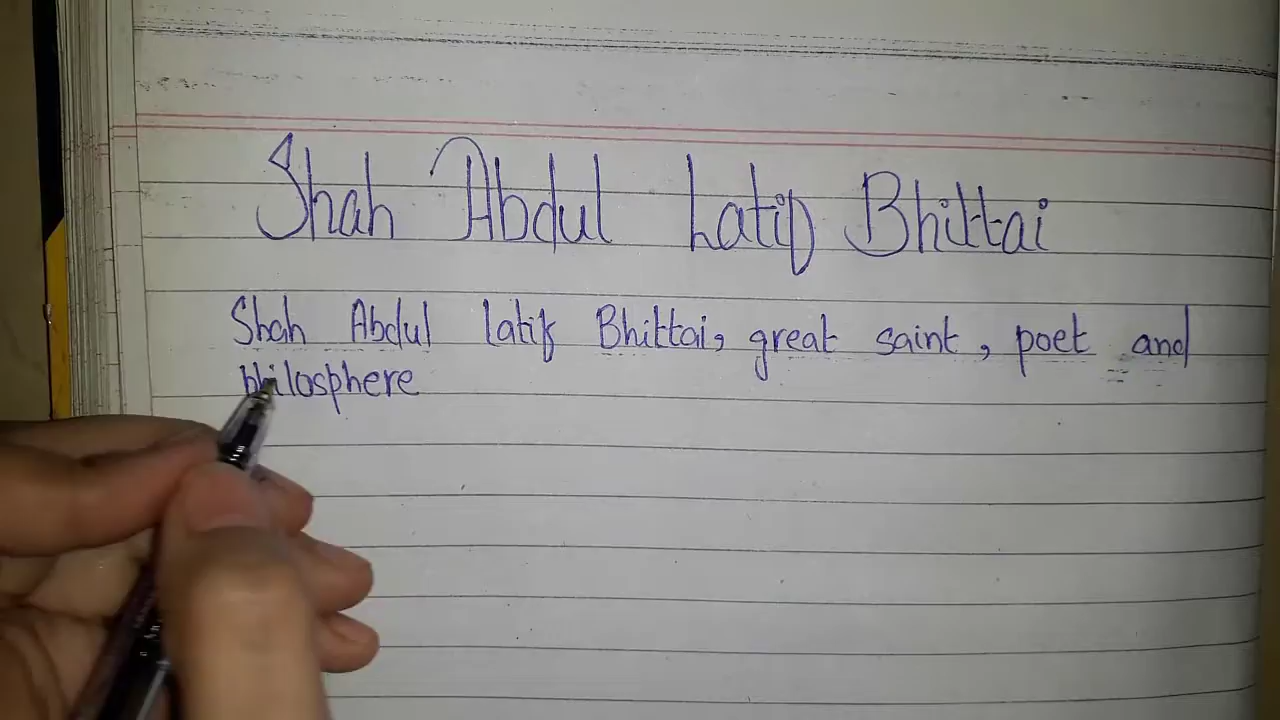 Shah Abdul Latif Bhittai
Shah Abdul latif Bhittai, great saint, poet and
philosphere